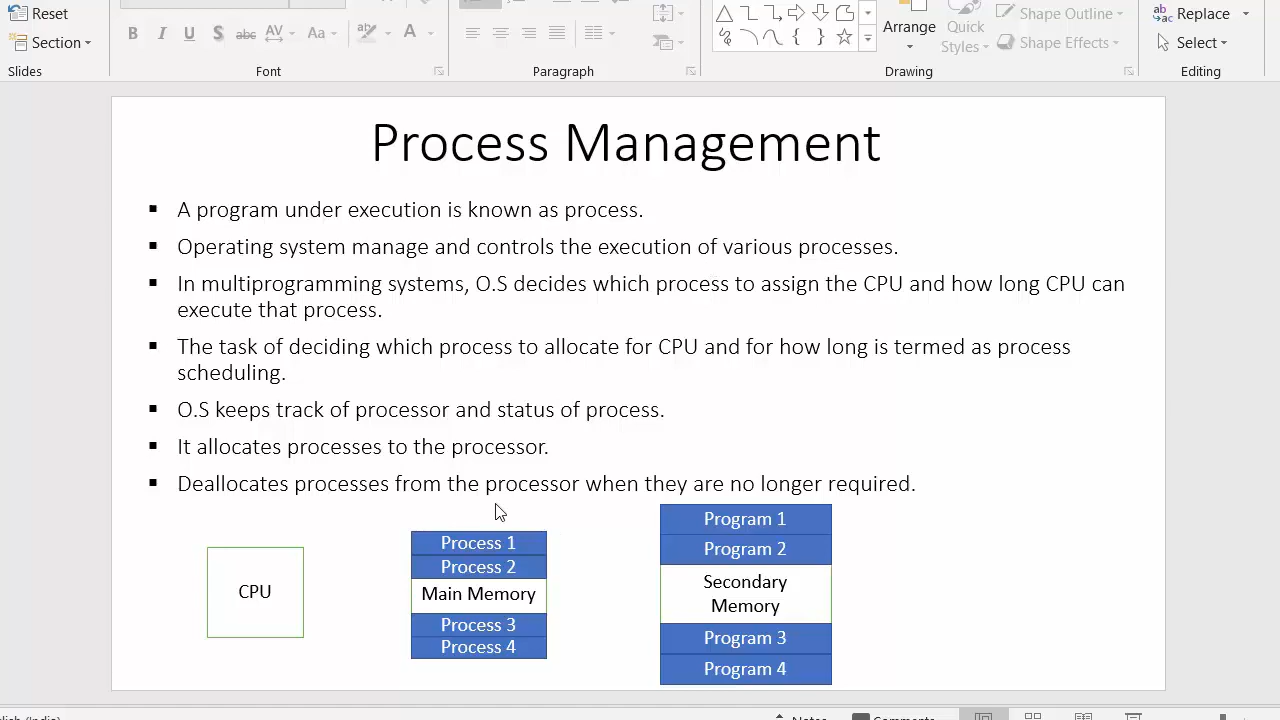 Reset
Replace
Section
Arrange
Quick
Styles
Shape Outline
Shape Effects
Select
B I U S abc AV Aa A
Slides
Font
Paragraph
Drawing
Editing
Process Management
▪ A program under execution is known as process.
▪ Operating system manage and controls the execution of various processes.
▪ In multiprogramming systems, O.S decides which process to assign the CPU and how long CPU can
execute that process.
▪ The task of deciding which process to allocate for CPU and for how long is termed as process
scheduling.
▪ O.S keeps track of processor and status of process.
▪ It allocates processes to the processor.
▪ Deallocates processes from the processor when they are no longer required.
CPU
Process 1
Process 2
Main Memory
Process 3
Process 4
Program 1
Program 2
Secondary
Memory
Program 3
Program 4